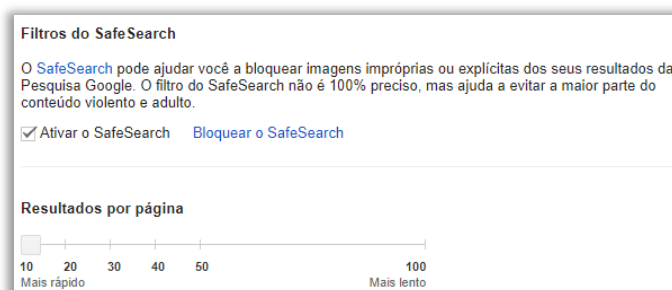 Filtros do SafeSearch
O SafeSearch pode ajudar você a bloquear imagens impróprias ou explícitas dos seus resultados da
Pesquisa Google. O filtro do SafeSearch não é 100% preciso, mas ajuda a evitar a maior parte do
conteúdo violento e adulto.
Ativar o SafeSearch Bloquear o SafeSearch
Resultados por página
10 20 30 40 50 100
Mais rápido Mais lento